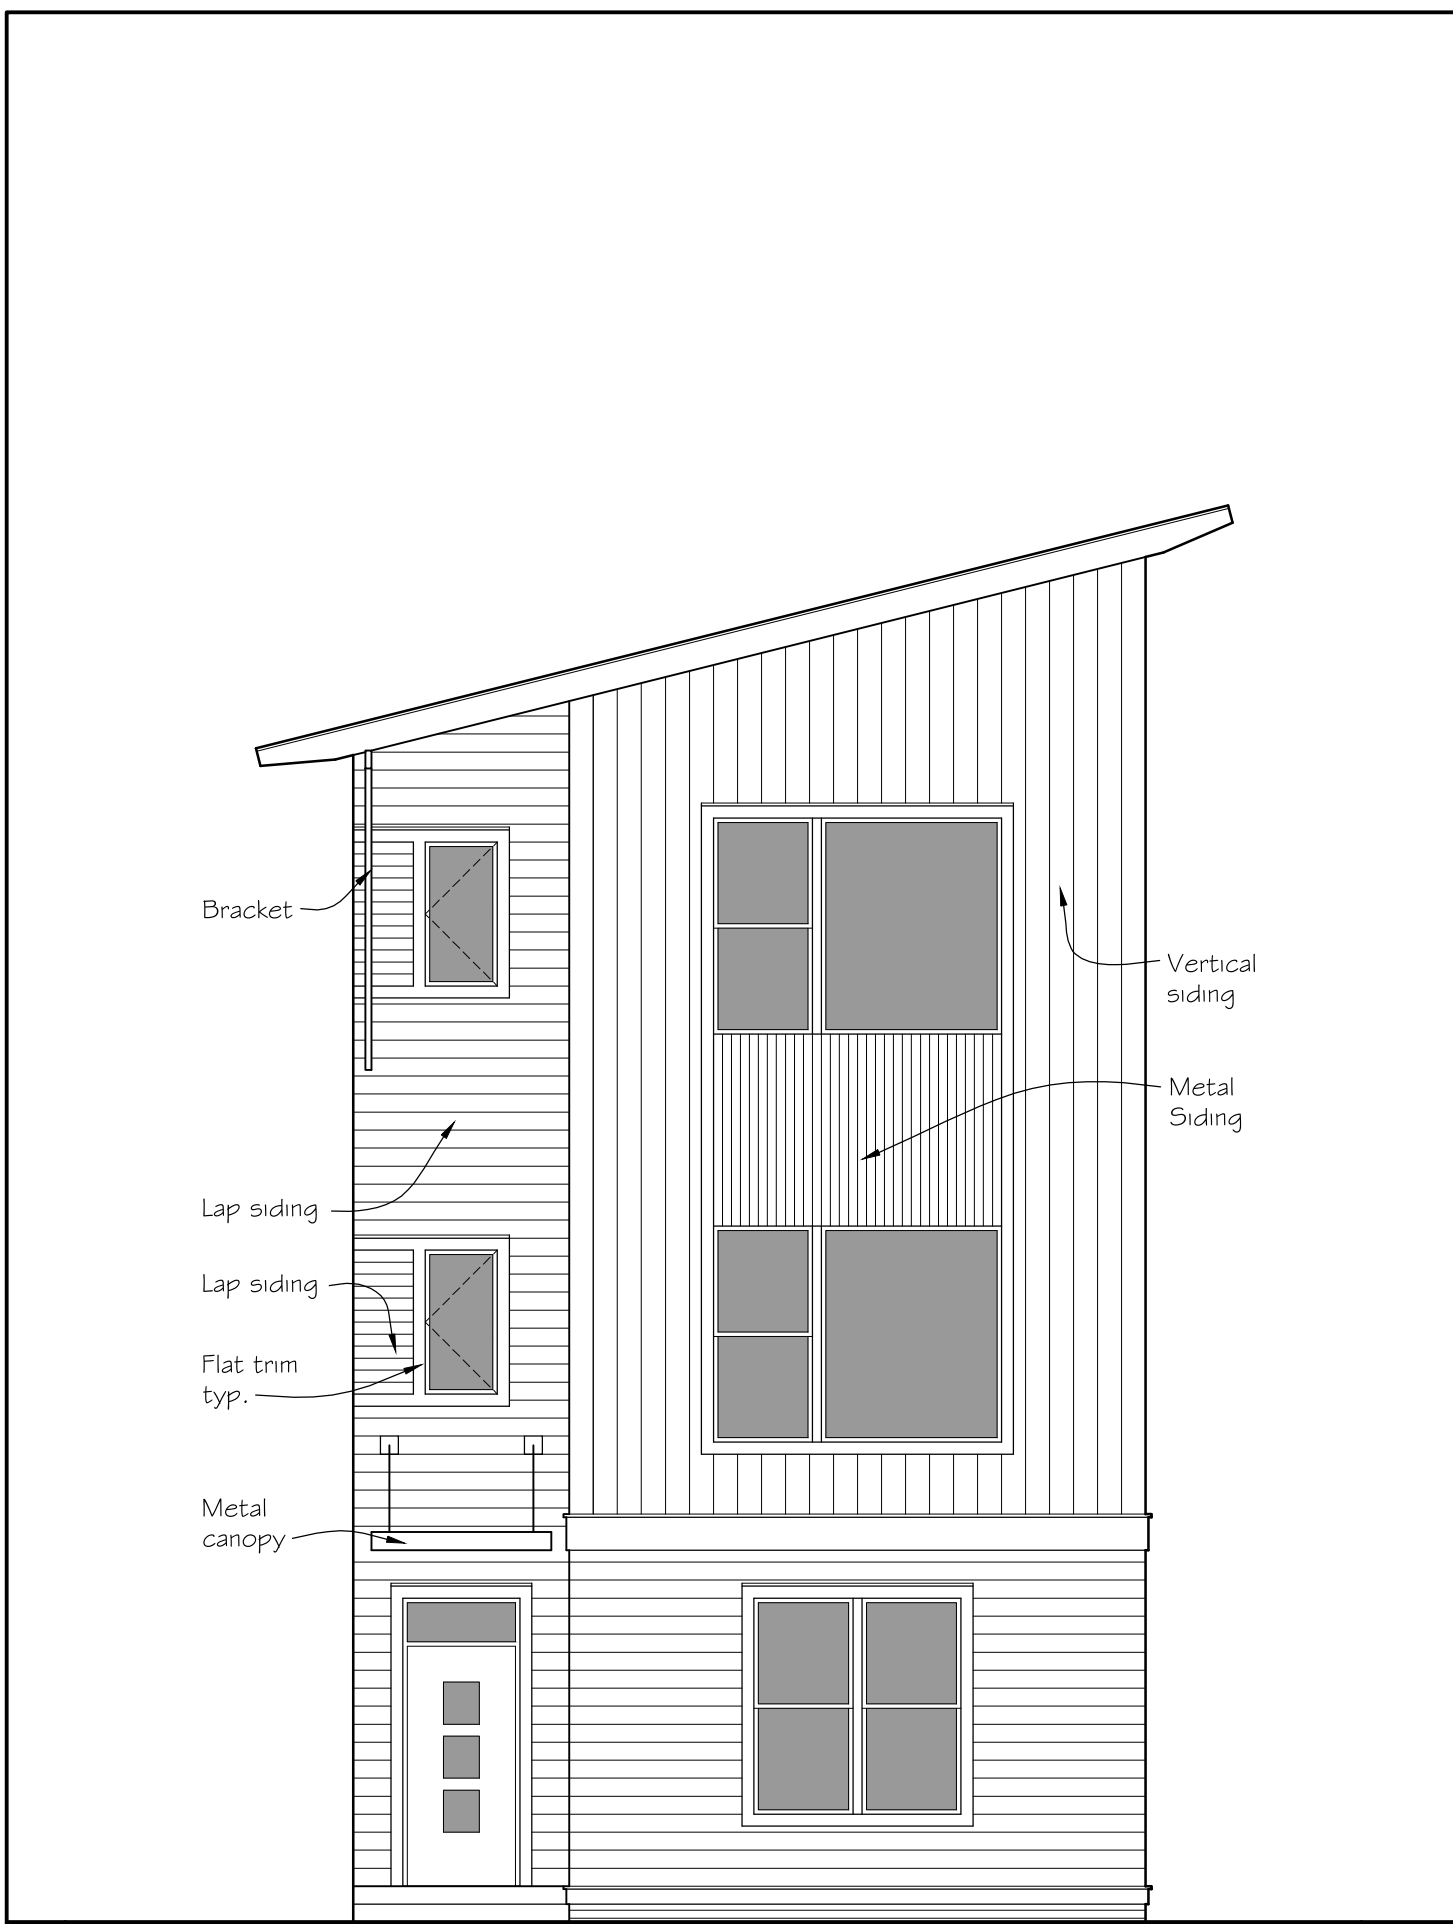 Bracket
Vertical
siding
Metal
Siding
Lap siding
Lap siding
Flat trim
typ.
Metal
canopy